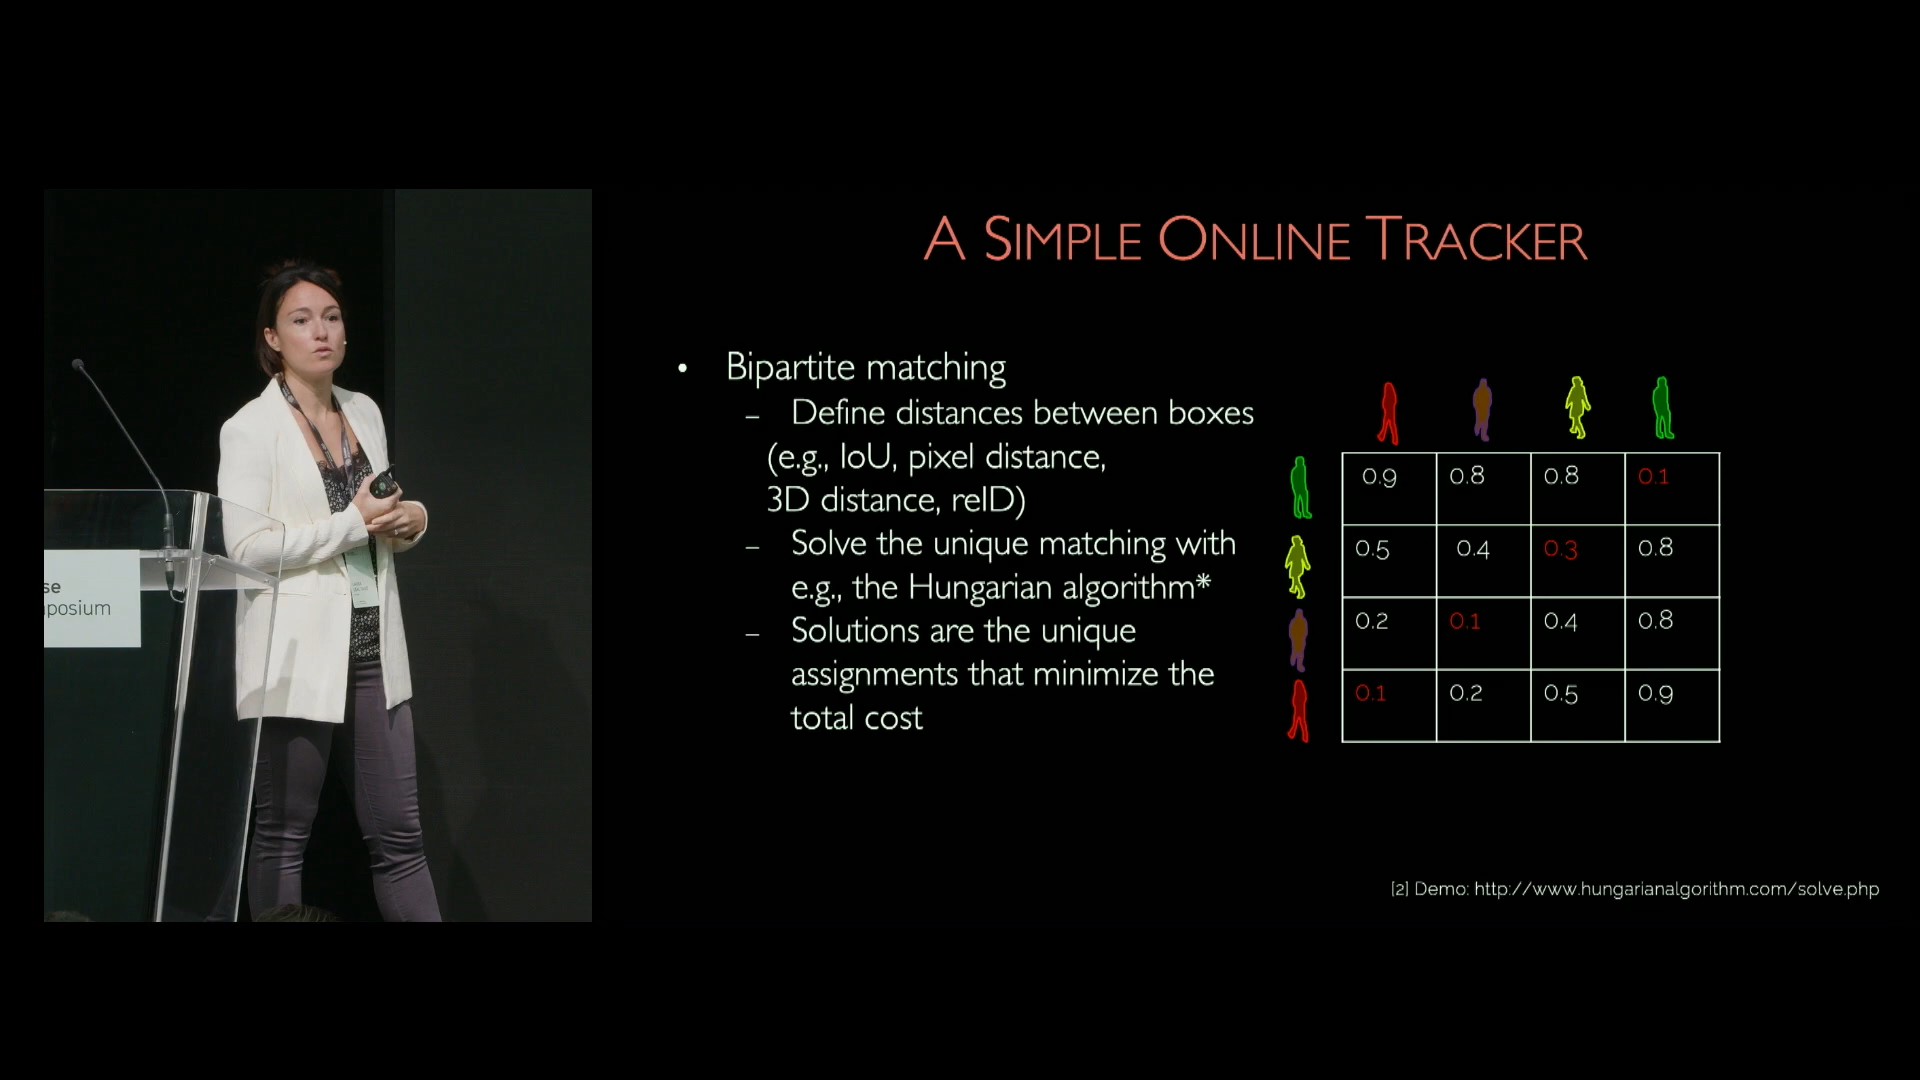 A SIMPLE ONLINE TRACKER
• Bipartite matching
– Define distances between boxes
(e.g., IoU, pixel distance,
3D distance, reID)
– Solve the unique matching with
e.g., the Hungarian algorithm*
– Solutions are the unique
assignments that minimize the
total cost
0.9 0.8 0.8 0.1
0.5 0.4 0.3 0.8
0.2 0.1 0.4 0.8
0.1 0.2 0.5 0.9
[2] Demo: http://www.hungarianalgorithm.com/solve.php
se
posium